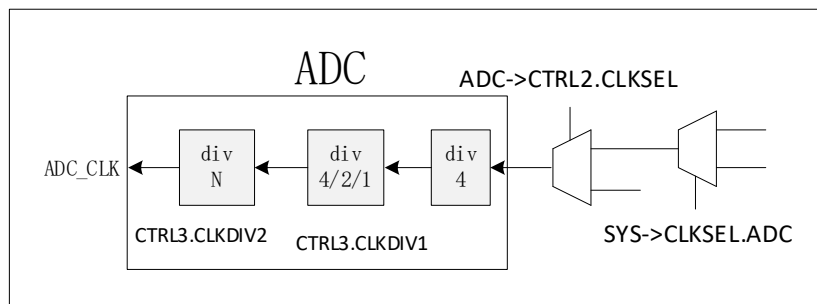 ADC
ADC->CTRL2.CLKSEL
ADC_CLK
div
N
div
4/2/1
div
4
CTRL3.CLKDIV2
CTRL3.CLKDIV1
SYS->CLKSEL.ADC